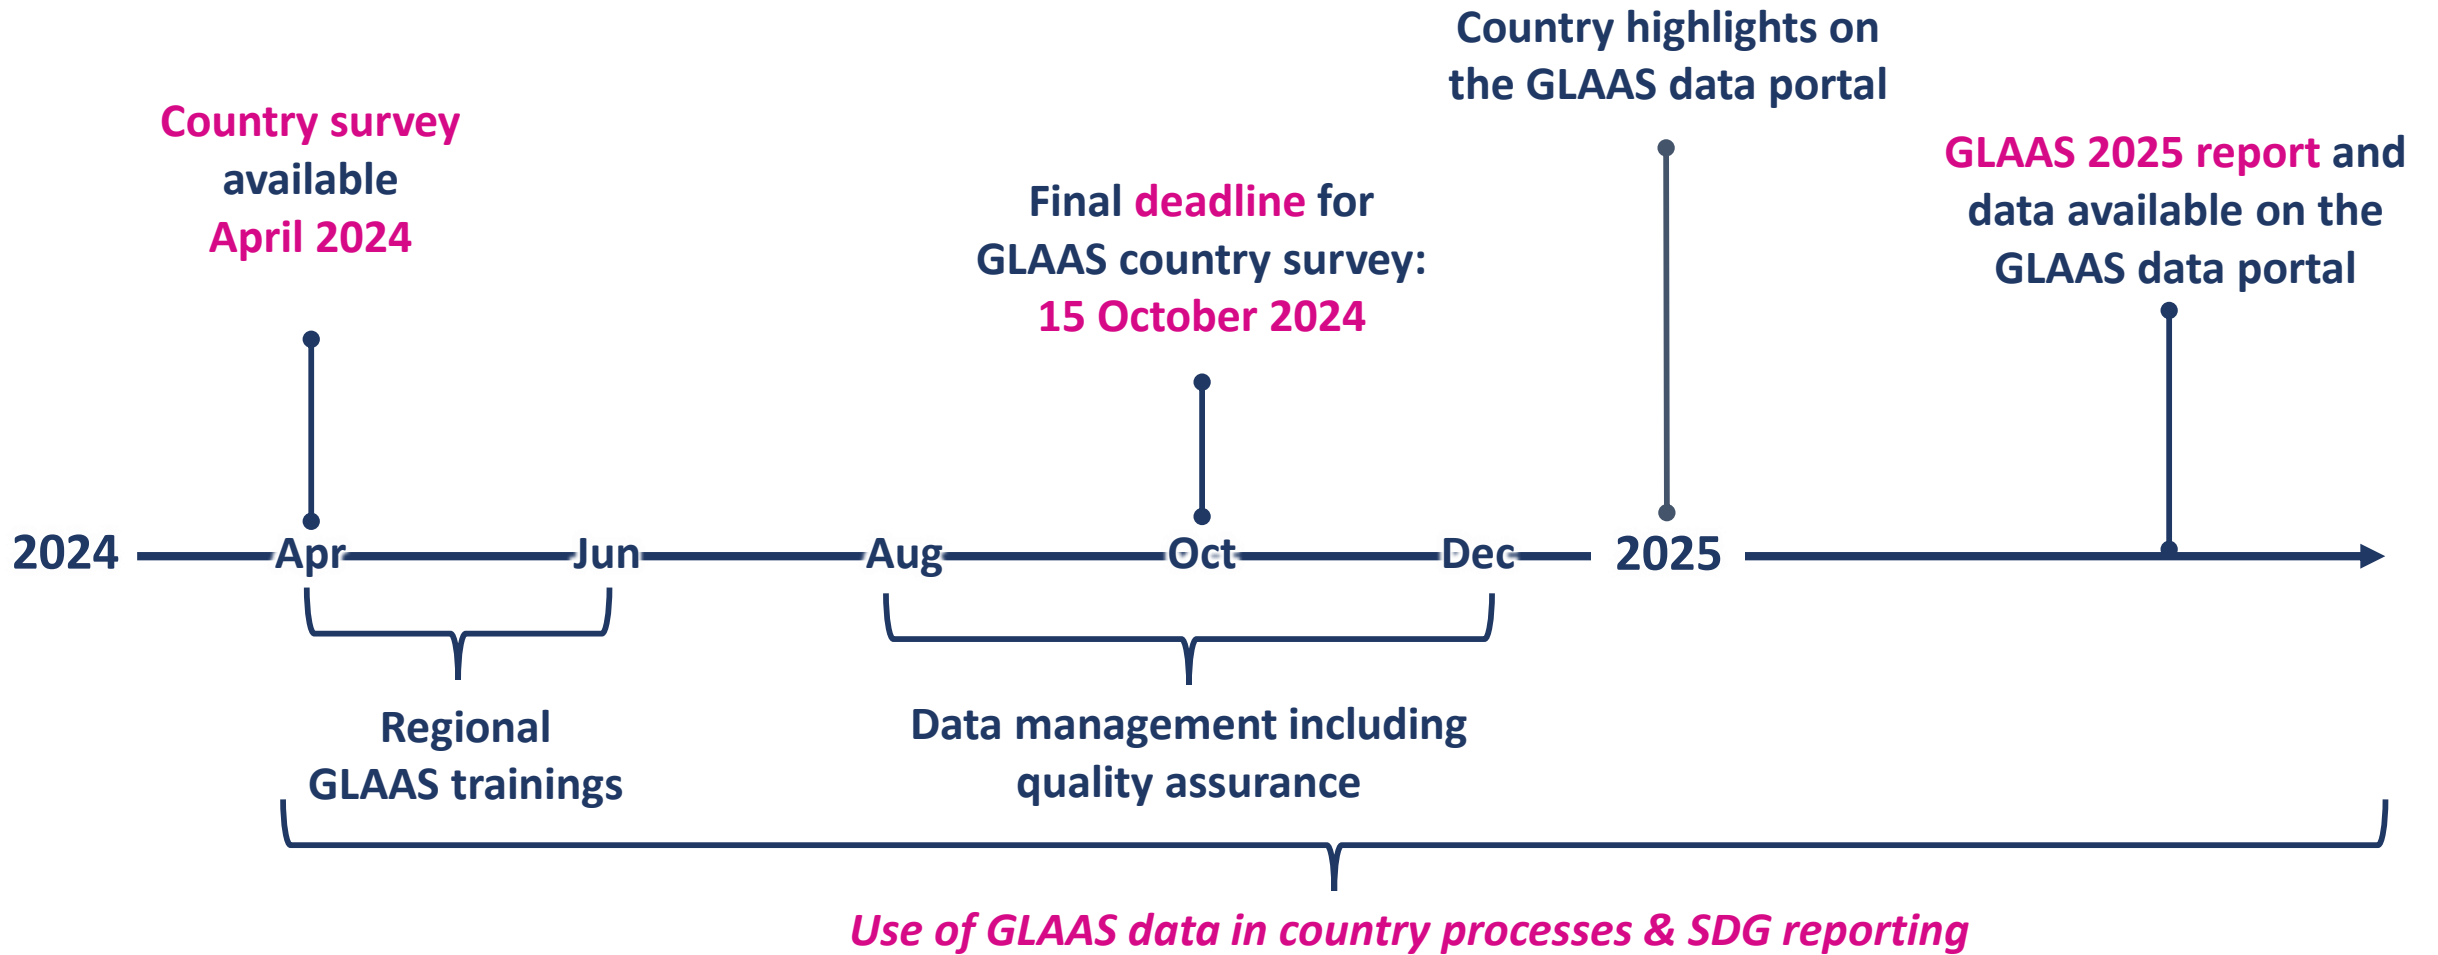 Country highlights on
the GLAAS data portal
Country survey
available
April 2024
Final deadline for
GLAAS country survey:
15 October 2024
GLAAS 2025 report and
data available on the
GLAAS data portal
2024 Apr Jun Aug Oct Dec 2025
Regional
GLAAS trainings
Data management including
quality assurance
Use of GLAAS data in country processes & SDG reporting